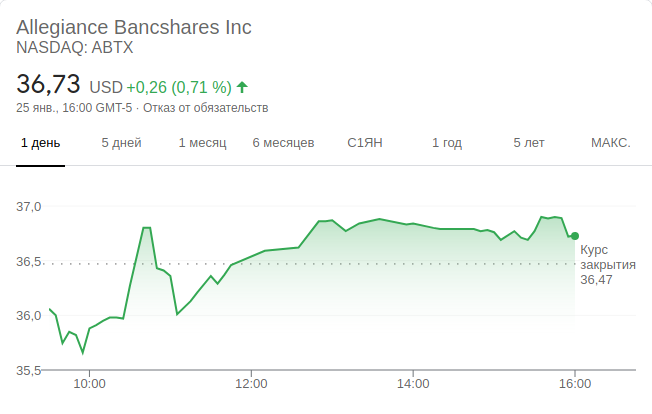 Allegiance Bancshares Inc
NASDAQ: ABTX
36,73 USD +0,26 (0,71 %)
25 янв., 16:00 GMT-5 · Отказ от обязательств
1 день 5 дней 1 месяц 6 месяцев С1ЯН 1 год 5 лет МАКС.
37,0
36,5
36,0
35,5
Курс
закрытия
36,47
10:00 12:00 14:00 16:00